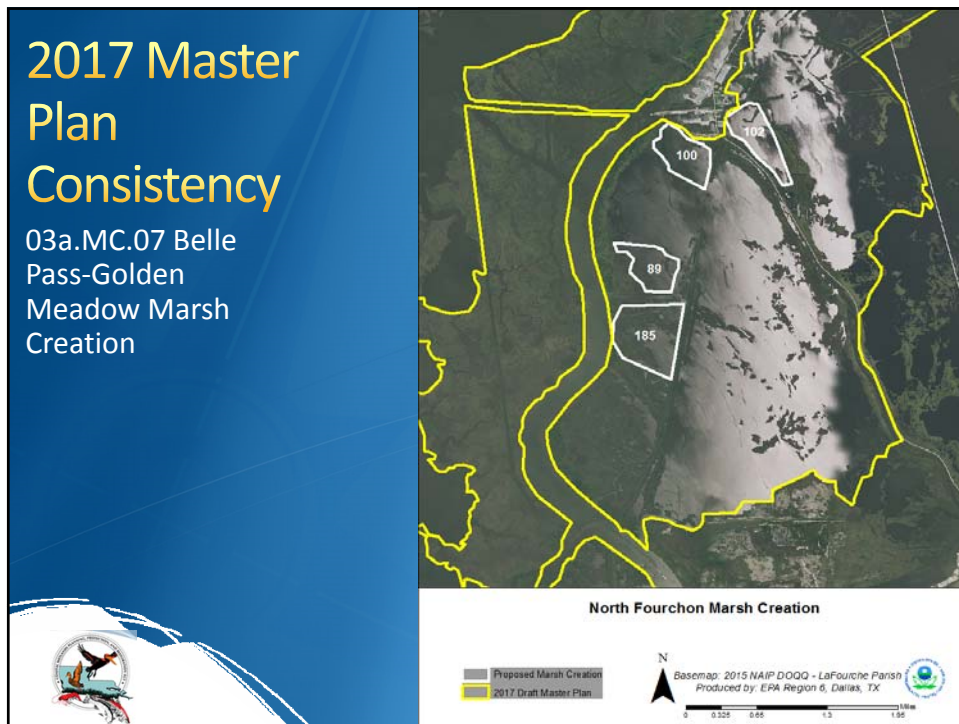 2017 Master
Plan
Consistency
03a.MC.07 Belle
Pass-Golden
Meadow Marsh
Creation
102
100
89
185
North Fourchon Marsh Creation
Proposed Marsh Creation
2017 Draft Master Plan
N
Basemap: 2015 NAIP DOQQ - LaFourche Parish
Produced by: EPA Region 6, Dallas, TX
Miles
0 0.325 0.65 1.3 1.95